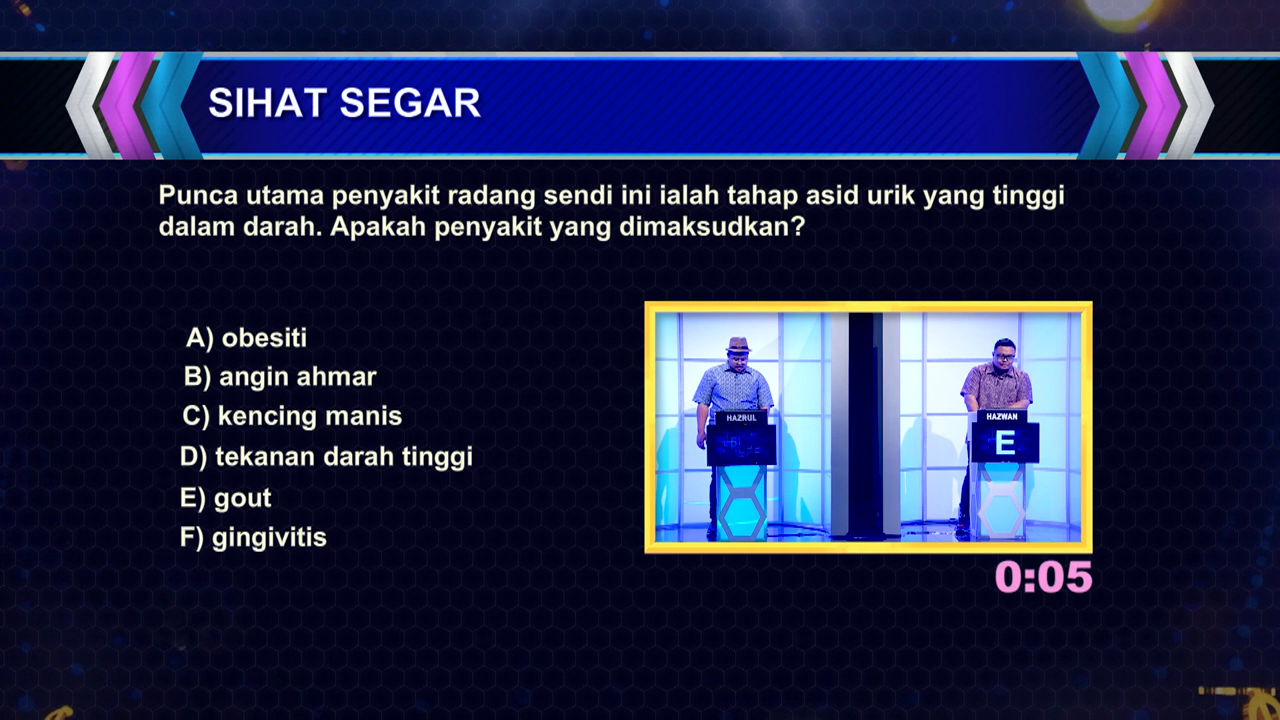 SIHAT SEGAR
Punca utama penyakit radang sendi ini ialah tahap asid urik yang tinggi
dalam darah. Apakah penyakit yang dimaksudkan?
A) obesiti
B) angin ahmar
C) kencing manis
D) tekanan darah tinggi
E) gout
F) gingivitis
HAZRUL
HAZWAN
E
0:05